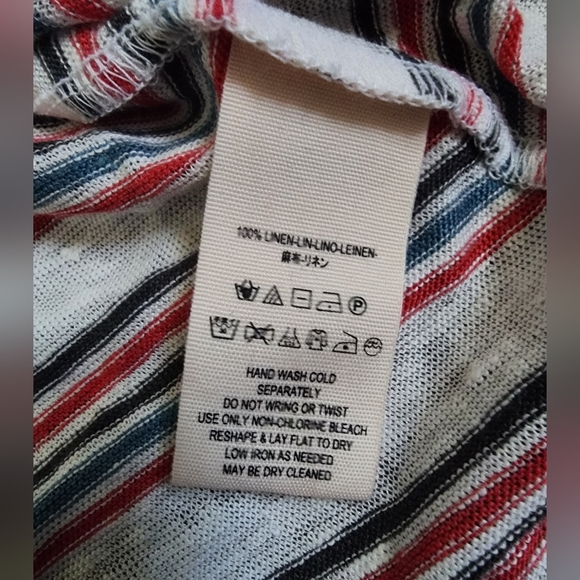 100% LINEN-LIN-LINO-LEINEN-
麻布-リネン
HAND WASH COLD
SEPARATELY
DO NOT WRING OR TWIST
USE ONLY NON-CHLORINE BLEACH
RESHAPE & LAY FLAT TO DRY
LOW IRON AS NEEDED
MAY BE DRY CLEANED